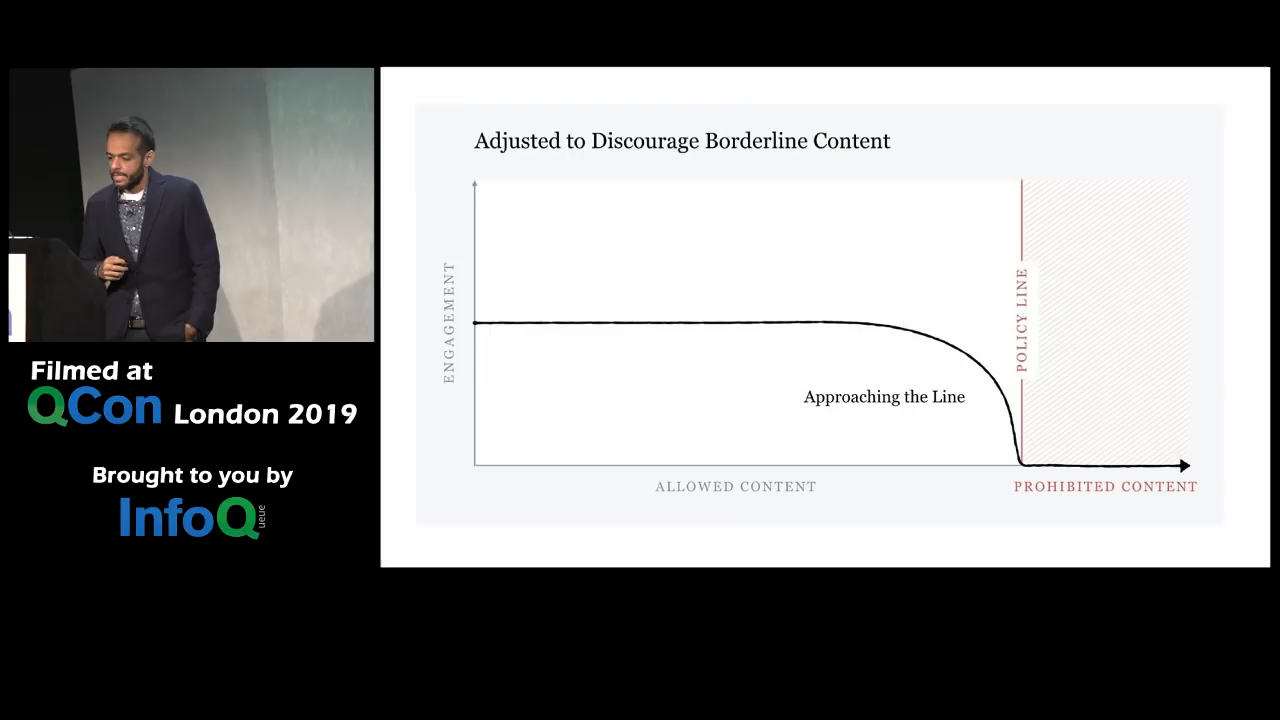 Adjusted to Discourage Borderline Content
ENGAGEMENT
POLICY LINE
Approaching the Line
ALLOWED CONTENT
PROHIBITED CONTENT
Filmed at
QCon London 2019
Brought to you by
InfoQ
ueue